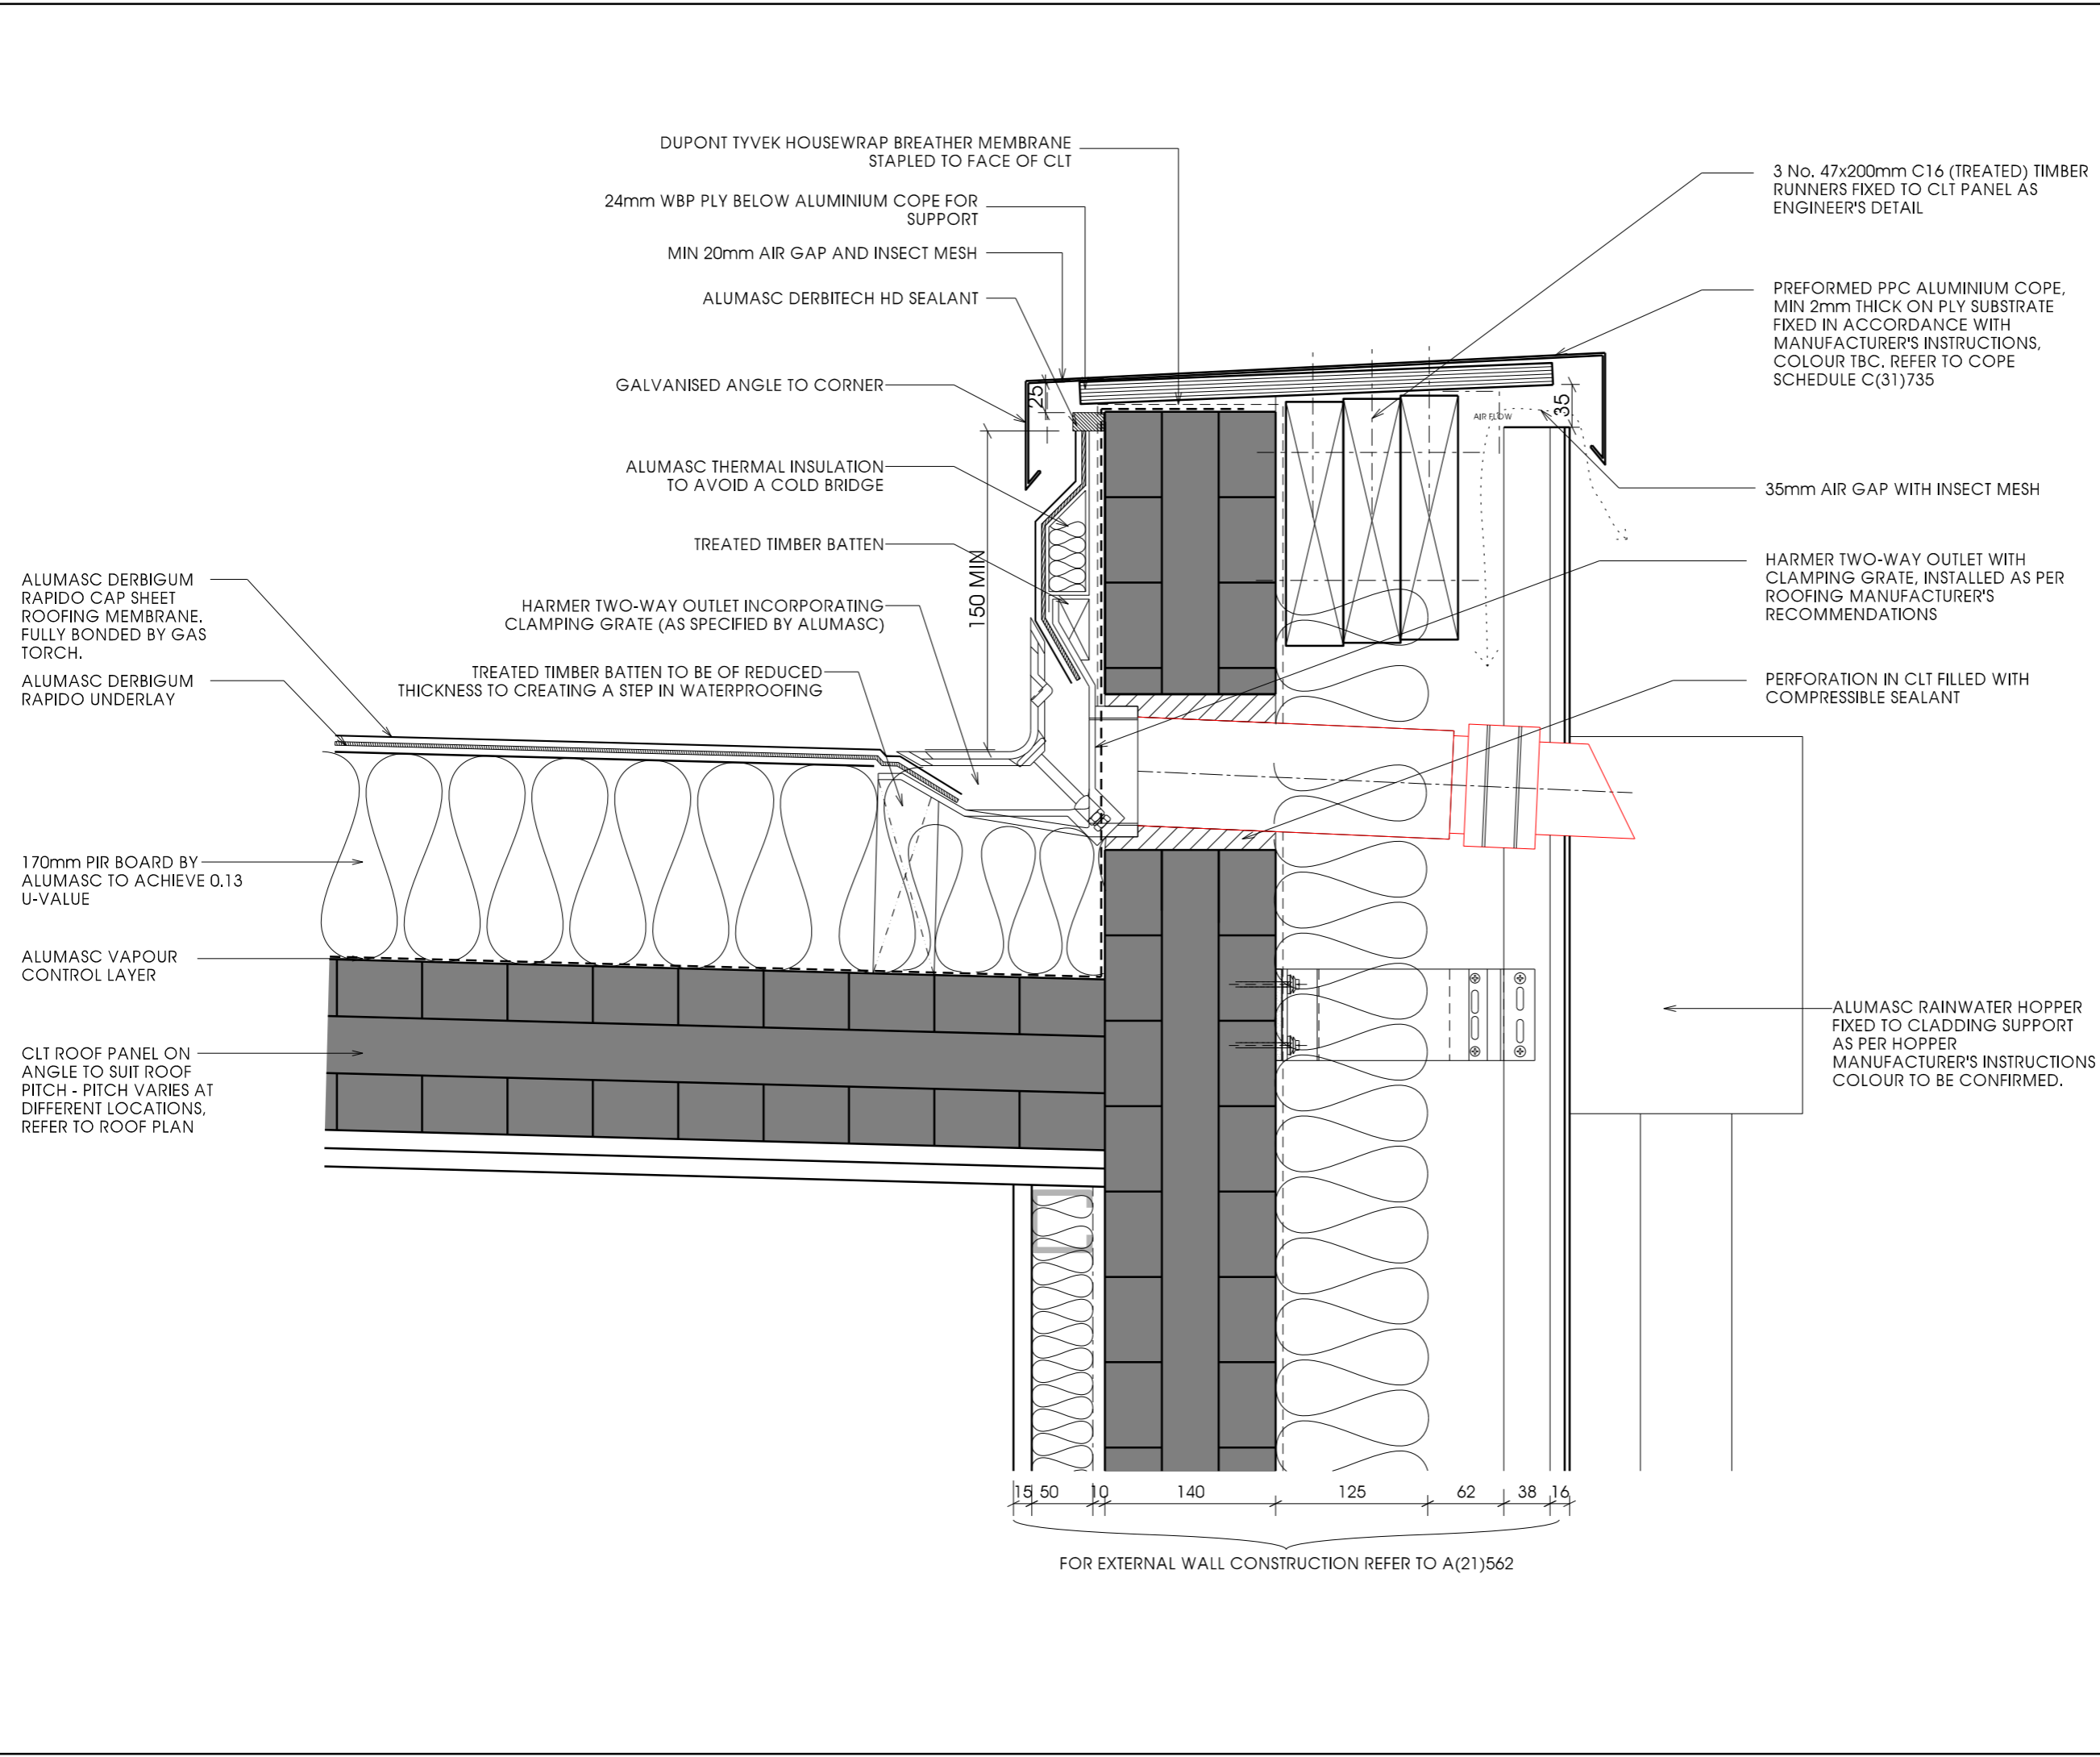 DUPONT TYVEK HOUSEWRAP BREATHER MEMBRANE
STAPLED TO FACE OF CLT
24mm WBP PLY BELOW ALUMINIUM COPE FOR
SUPPORT
MIN 20mm AIR GAP AND INSECT MESH
ALUMASC DERBITECH HD SEALANT
GALVANISED ANGLE TO CORNER
ALUMASC THERMAL INSULATION
TO AVOID A COLD BRIDGE
TREATED TIMBER BATTEN
HARMER TWO-WAY OUTLET INCORPORATING
CLAMPING GRATE (AS SPECIFIED BY ALUMASC)
TREATED TIMBER BATTEN TO BE OF REDUCED
THICKNESS TO CREATING A STEP IN WATERPROOFING
ALUMASC DERBIGUM
RAPIDO CAP SHEET
ROOFING MEMBRANE.
FULLY BONDED BY GAS
TORCH.
ALUMASC DERBIGUM
RAPIDO UNDERLAY
170mm PIR BOARD BY
ALUMASC TO ACHIEVE 0.13
U-VALUE
ALUMASC VAPOUR
CONTROL LAYER
CLT ROOF PANEL ON
ANGLE TO SUIT ROOF
PITCH - PITCH VARIES AT
DIFFERENT LOCATIONS,
REFER TO ROOF PLAN
25
150 MIN
AIR FLOW
35
3 No. 47x200mm C16 (TREATED) TIMBER
RUNNERS FIXED TO CLT PANEL AS
ENGINEER'S DETAIL
PREFORMED PPC ALUMINIUM COPE,
MIN 2mm THICK ON PLY SUBSTRATE
FIXED IN ACCORDANCE WITH
MANUFACTURER'S INSTRUCTIONS,
COLOUR TBC. REFER TO COPE
SCHEDULE C(31)735
35mm AIR GAP WITH INSECT MESH
HARMER TWO-WAY OUTLET WITH
CLAMPING GRATE, INSTALLED AS PER
ROOFING MANUFACTURER'S
RECOMMENDATIONS
PERFORATION IN CLT FILLED WITH
COMPRESSIBLE SEALANT
ALUMASC RAINWATER HOPPER
FIXED TO CLADDING SUPPORT
AS PER HOPPER
MANUFACTURER'S INSTRUCTIONS
COLOUR TO BE CONFIRMED.
15 50 10 140 125 62 38 16
FOR EXTERNAL WALL CONSTRUCTION REFER TO A(21)562